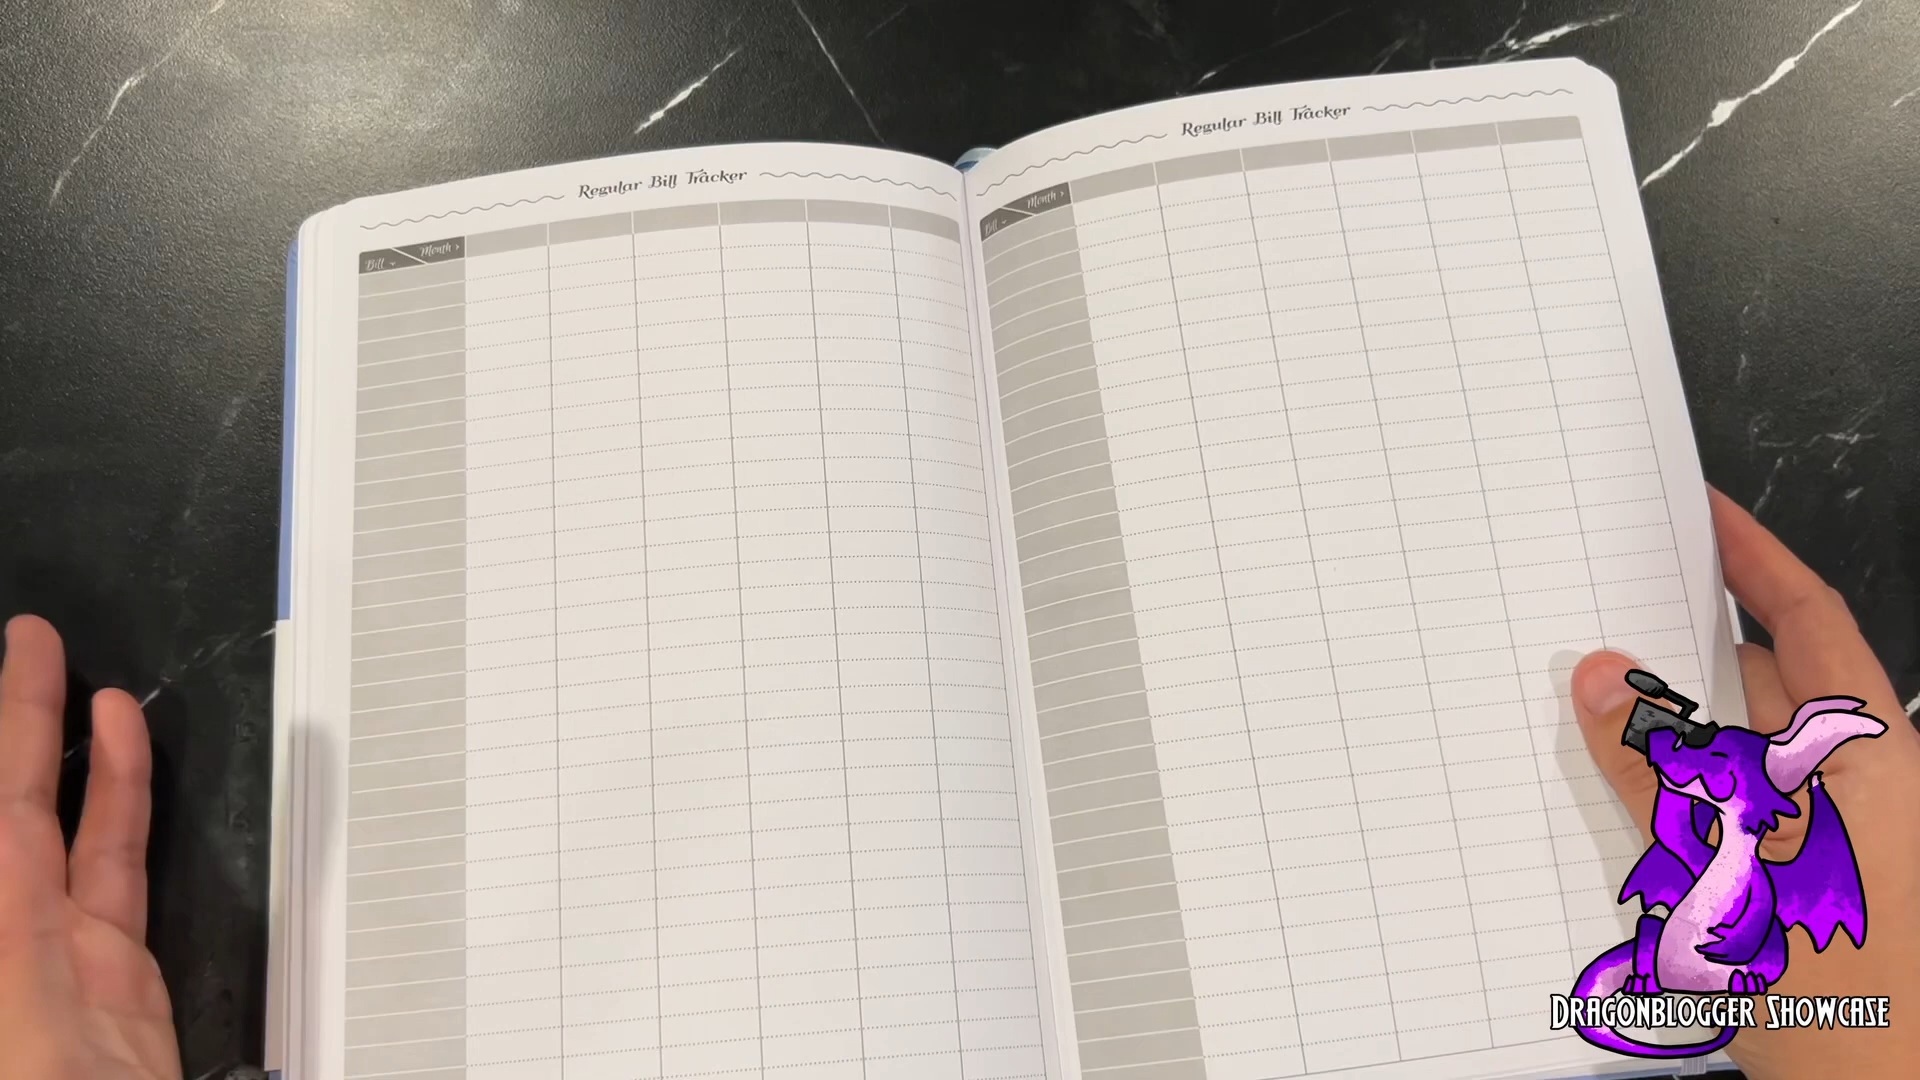 Regular Bill Tracker
Month >
Bill
Regular Bill Tracker
Month >
Bill
Dragonblogger Showcase